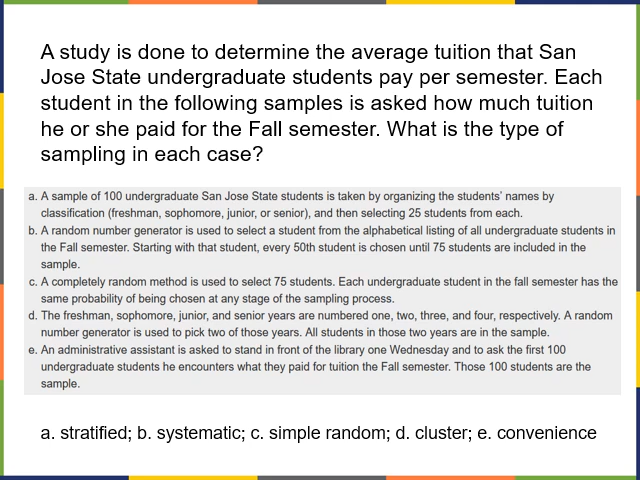 A study is done to determine the average tuition that San
Jose State undergraduate students pay per semester. Each
student in the following samples is asked how much tuition
he or she paid for the Fall semester. What is the type of
sampling in each case?
a. A sample of 100 undergraduate San Jose State students is taken by organizing the students' names by
classification (freshman, sophomore, junior, or senior), and then selecting 25 students from each.
b. A random number generator is used to select a student from the alphabetical listing of all undergraduate students in
the Fall semester. Starting with that student, every 50th student is chosen until 75 students are included in the
sample.
c. A completely random method is used to select 75 students. Each undergraduate student in the fall semester has the
same probability of being chosen at any stage of the sampling process.
d. The freshman, sophomore, junior, and senior years are numbered one, two, three, and four, respectively. A random
number generator is used to pick two of those years. All students in those two years are in the sample.
e. An administrative assistant is asked to stand in front of the library one Wednesday and to ask the first 100
undergraduate students he encounters what they paid for tuition the Fall semester. Those 100 students are the
sample.
a. stratified; b. systematic; c. simple random; d. cluster; e. convenience